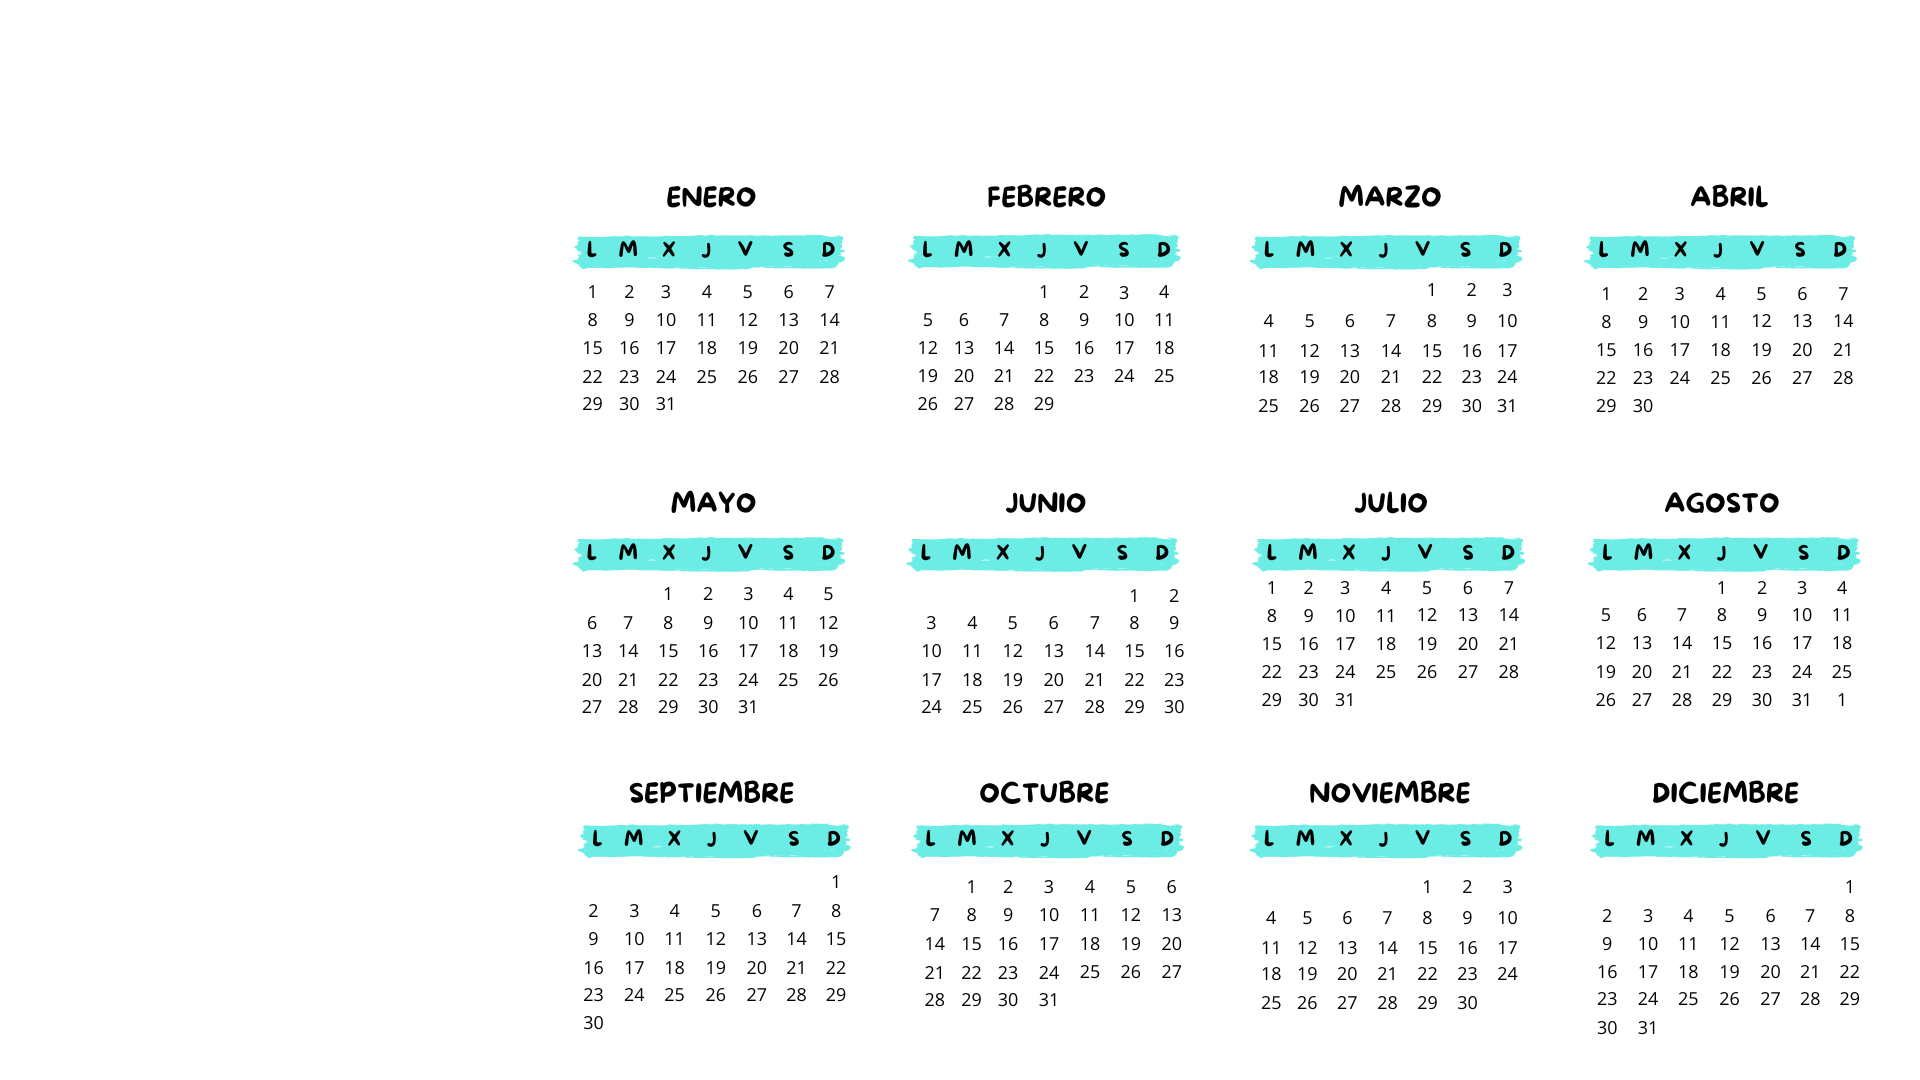 ENERO
L M X J V S D
1 2 3 4 5 6 7
8 9 10 11 12 13 14
15 16 17 18 19 20 21
22 23 24 25 26 27 28
29 30 31
FEBRERO
L M X J V S D
1 2 3 4
5 6 7 8 9 10 11
12 13 14 15 16 17 18
19 20 21 22 23 24 25
26 27 28 29
MARZO
L M X J V S D
1 2 3
4 5 6 7 8 9 10
11 12 13 14 15 16 17
18 19 20 21 22 23 24
25 26 27 28 29 30 31
ABRIL
L M X J V S D
1 2 3 4 5 6 7
8 9 10 11 12 13 14
15 16 17 18 19 20 21
22 23 24 25 26 27 28
29 30
MAYO
L M X J V S D
1 2 3 4 5
6 7 8 9 10 11 12
13 14 15 16 17 18 19
20 21 22 23 24 25 26
27 28 29 30 31
JUNIO
L M X J V S D
1 2
3 4 5 6 7 8 9
10 11 12 13 14 15 16
17 18 19 20 21 22 23
24 25 26 27 28 29 30
JULIO
L M X J V S D
1 2 3 4 5 6 7
8 9 10 11 12 13 14
15 16 17 18 19 20 21
22 23 24 25 26 27 28
29 30 31
AGOSTO
L M X J V S D
1 2 3 4
5 6 7 8 9 10 11
12 13 14 15 16 17 18
19 20 21 22 23 24 25
26 27 28 29 30 31 1
SEPTIEMBRE
L M X J V S D
1
2 3 4 5 6 7 8
9 10 11 12 13 14 15
16 17 18 19 20 21 22
23 24 25 26 27 28 29
30
OCTUBRE
L M X J V S D
1 2 3 4 5 6
7 8 9 10 11 12 13
14 15 16 17 18 19 20
21 22 23 24 25 26 27
28 29 30 31
NOVIEMBRE
L M X J V S D
1 2 3
4 5 6 7 8 9 10
11 12 13 14 15 16 17
18 19 20 21 22 23 24
25 26 27 28 29 30
DICIEMBRE
L M X J V S D
1
2 3 4 5 6 7 8
9 10 11 12 13 14 15
16 17 18 19 20 21 22
23 24 25 26 27 28 29
30 31